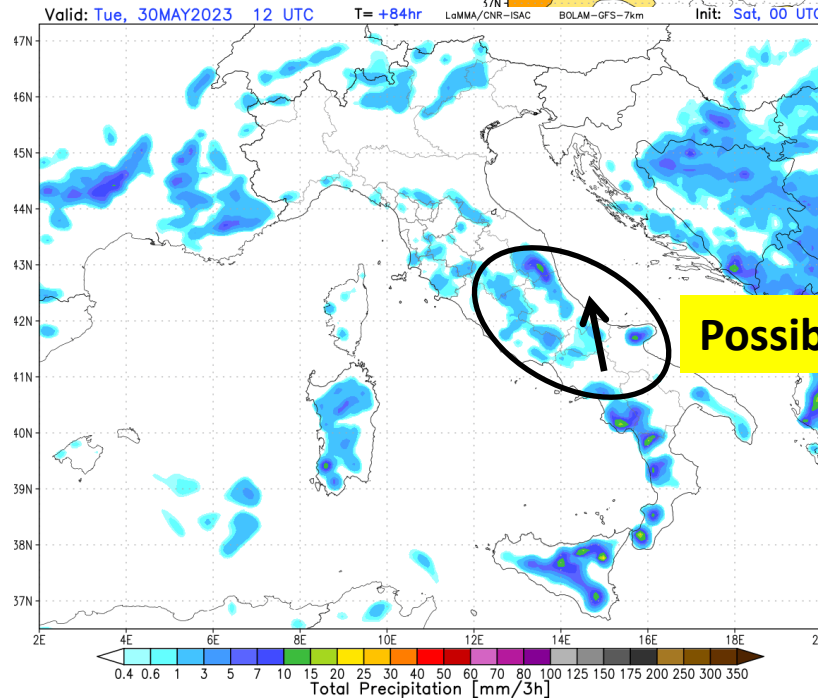 37N
Valid: Tue, 30MAY2023 12 UTC T= +84hr LaMMA/CNR-ISAC BOLAM-GFS-7km Init: Sat, 00 UTC
47N
46N
45N
44N
43N
42N
Possib
41N
40N
39N
38N
37N
2E 4E 6E 8E 10E 12E 14E 16E 18E 2
0.4 0.6 1 3 5 7 10 15 20 25 30 40 50 60 70 80 100 125 150 175 200 250 300 350
Total Precipitation [mm/3h]